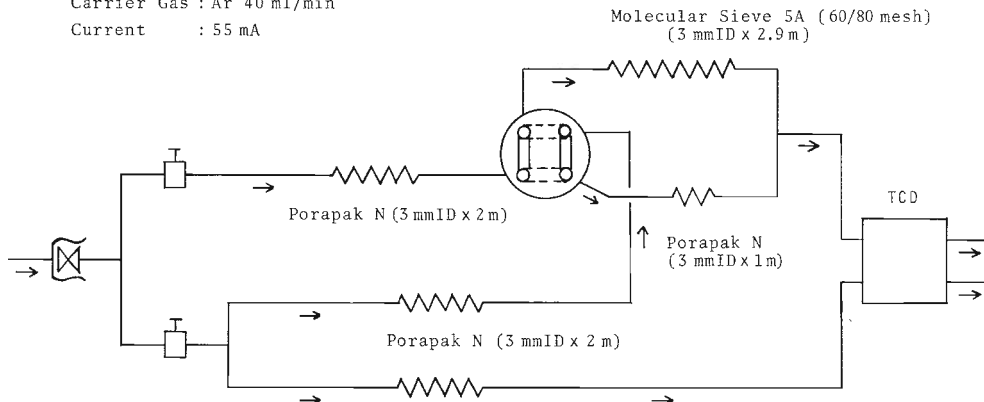 Carrier Gas : Ar 40 ml/min
Current : 55 mA
Molecular Sieve 5A (60/80 mesh)
(3 mmID x 2.9 m)
Porapak N (3 mmID x 2 m)
TCD
Porapak N
(3 mmID x 1 m)
Porapak N (3 mmID x 2 m)